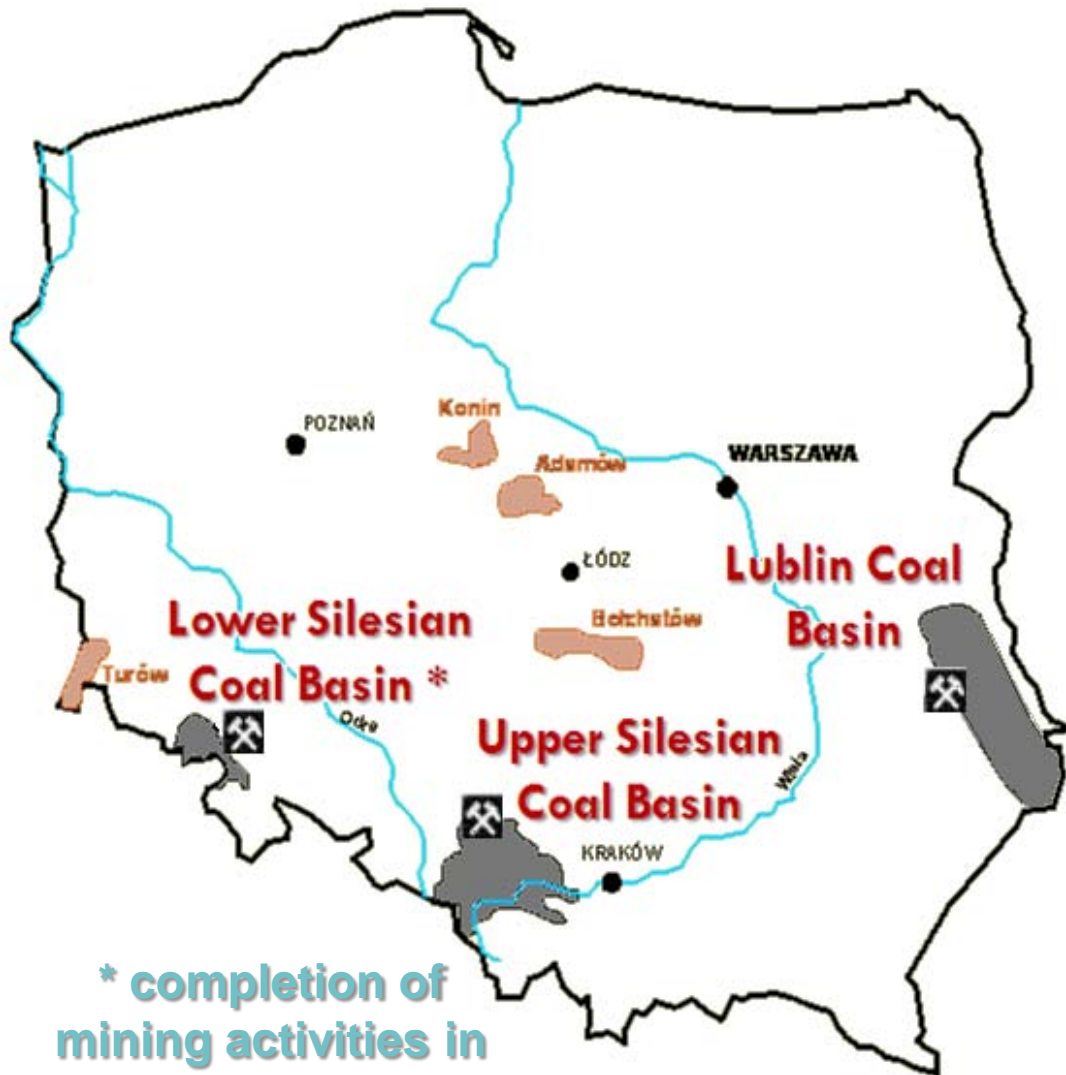 Konin
POZNAŃ
Adamów
WARSZAWA
ŁÓDZ
Lublin Coal
Basin
Lower Silesian
Coal Basin *
Turów
Odra
Upper Silesian
Coal Basin
Wisła
KRAKÓW
* completion of
mining activities in